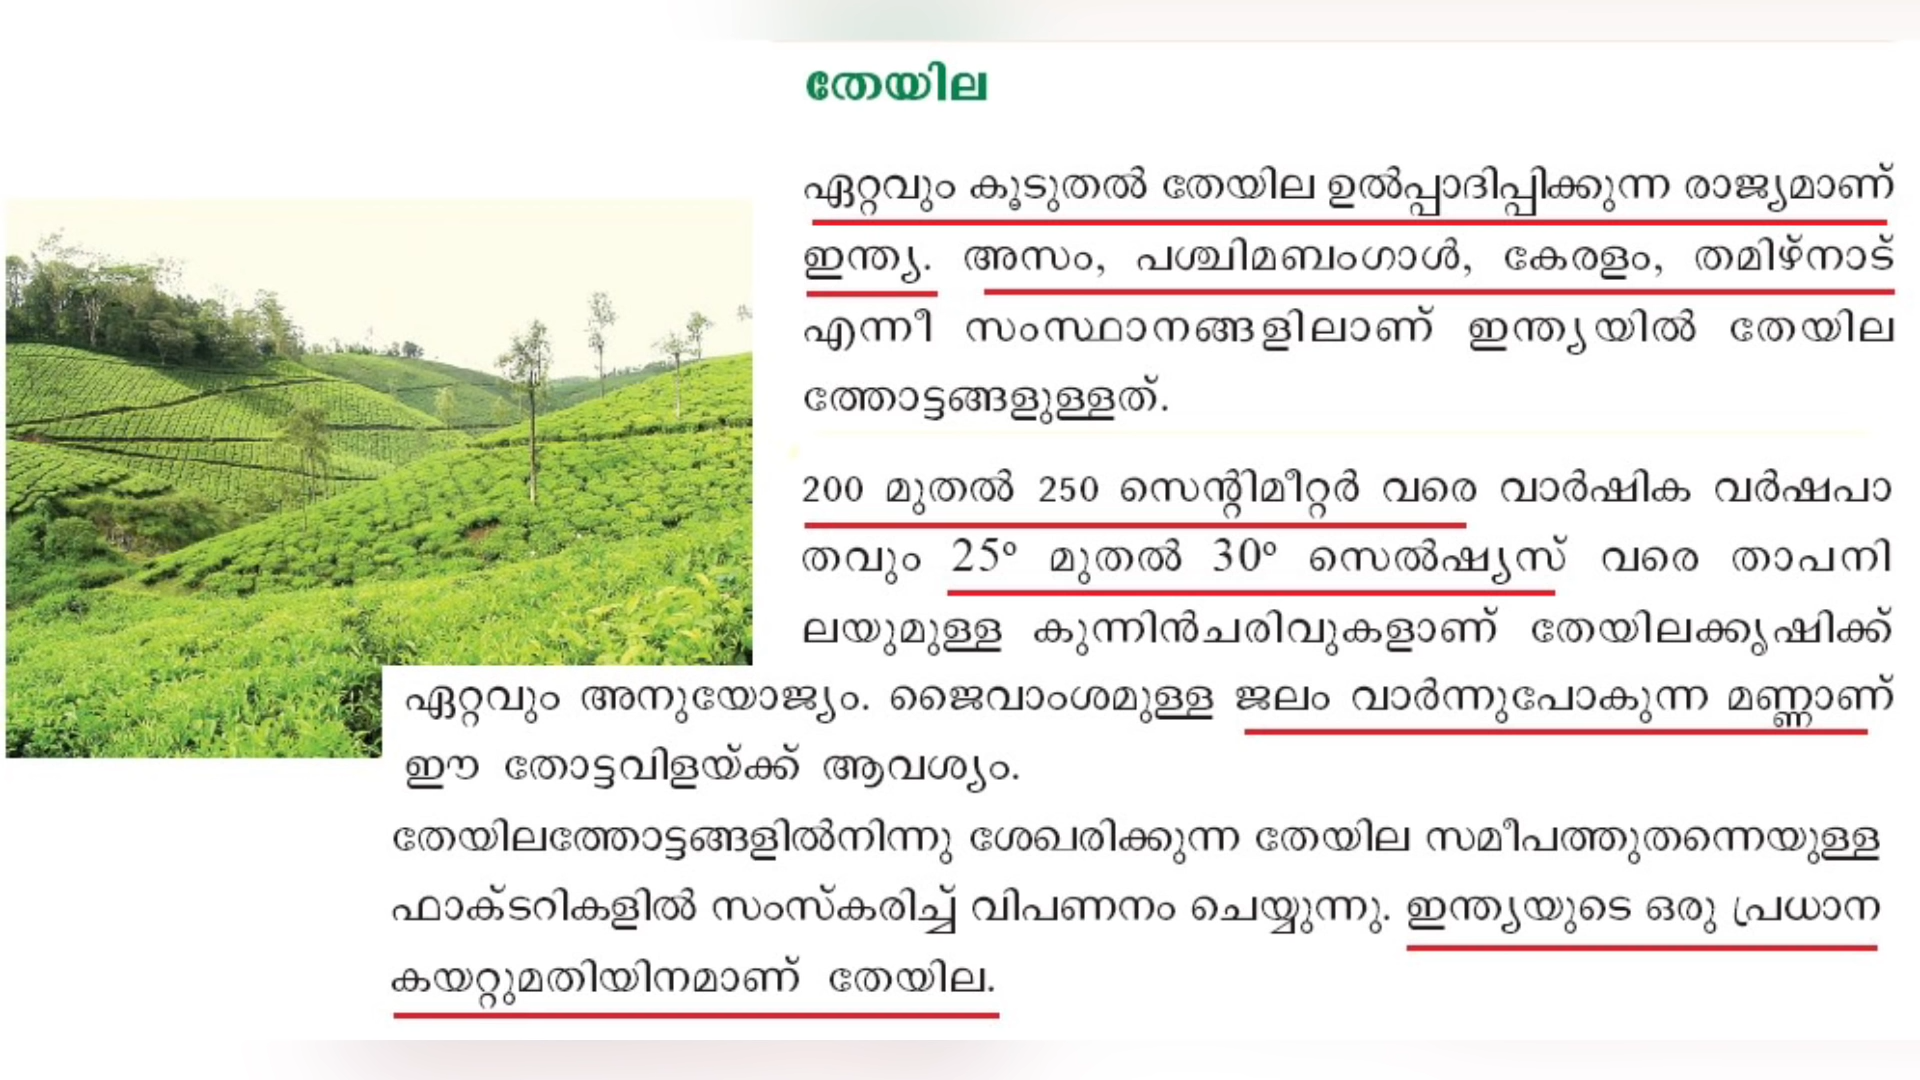 തേയില
ഏറ്റവും കൂടുതൽ തേയില ഉൽപ്പാദിപ്പിക്കുന്ന രാജ്യമാണ്
ഇന്ത്യ. അസം, പശ്ചിമബംഗാൾ, കേരളം, തമിഴ്നാട്
എന്നീ സംസ്ഥാനങ്ങളിലാണ് ഇന്ത്യയിൽ തേയില
ത്തോട്ടങ്ങളുള്ളത്.
200 മുതൽ 250 സെന്റിമീറ്റർ വരെ വാർഷിക വർഷപാ
തവും 25° മുതൽ 30° സെൽഷ്യസ് വരെ താപനി
ലയുമുള്ള കുന്നിൻചരിവുകളാണ് തേയിലക്കൃഷിക്ക്
ഏറ്റവും അനുയോജ്യം. ജൈവാംശമുള്ള ജലം വാർന്നുപോകുന്ന മണ്ണാണ്
ഈ തോട്ടവിളയ്ക്ക് ആവശ്യം.
തേയിലത്തോട്ടങ്ങളിൽനിന്നു ശേഖരിക്കുന്ന തേയില സമീപത്തുതന്നെയുള്ള
ഫാക്ടറികളിൽ സംസ്കരിച്ച് വിപണനം ചെയ്യുന്നു. ഇന്ത്യയുടെ ഒരു പ്രധാന
കയറ്റുമതിയിനമാണ് തേയില.